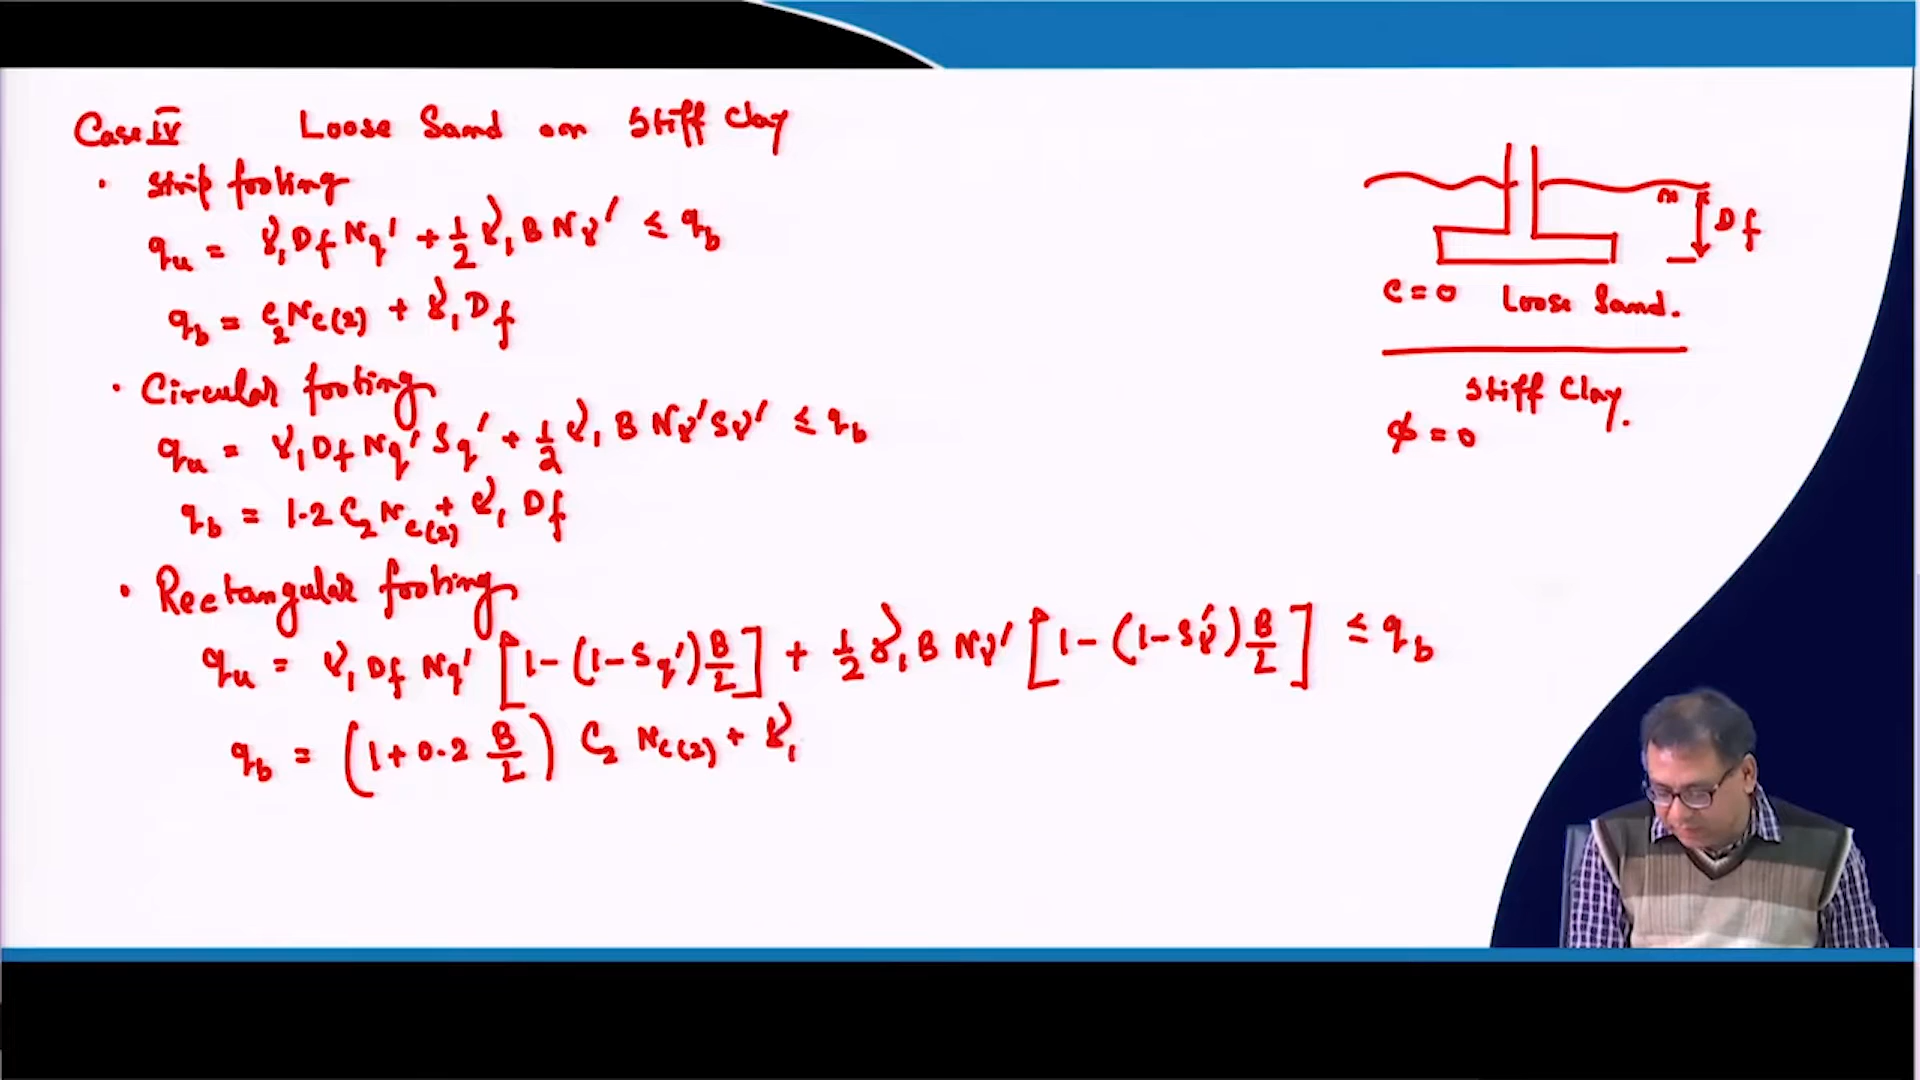 Case IV Loose Sand on Stiff Clay
• Strip footing
qu = γ1 Df Nq' + 1/2 γ1 B Nγ' ≤ qb
qb = c2 Nc(2) + γ1 Df
• Circular footing
qu = γ1 Df Nq' Sq' + 1/2 γ1 B Nγ' Sγ' ≤ qb
qb = 1.2 C2 Nc(2) + γ1 Df
• Rectangular footing
qu = γ1 Df Nq' [1-(1-Sq') B/L] + 1/2 γ1 B Nγ' [1-(1-Sγ') B/L] ≤ qb
qb = (1+0.2 B/L) C2 Nc(2) + γ1
Df
C=0 Loose Sand.
Stiff Clay.
φ=0